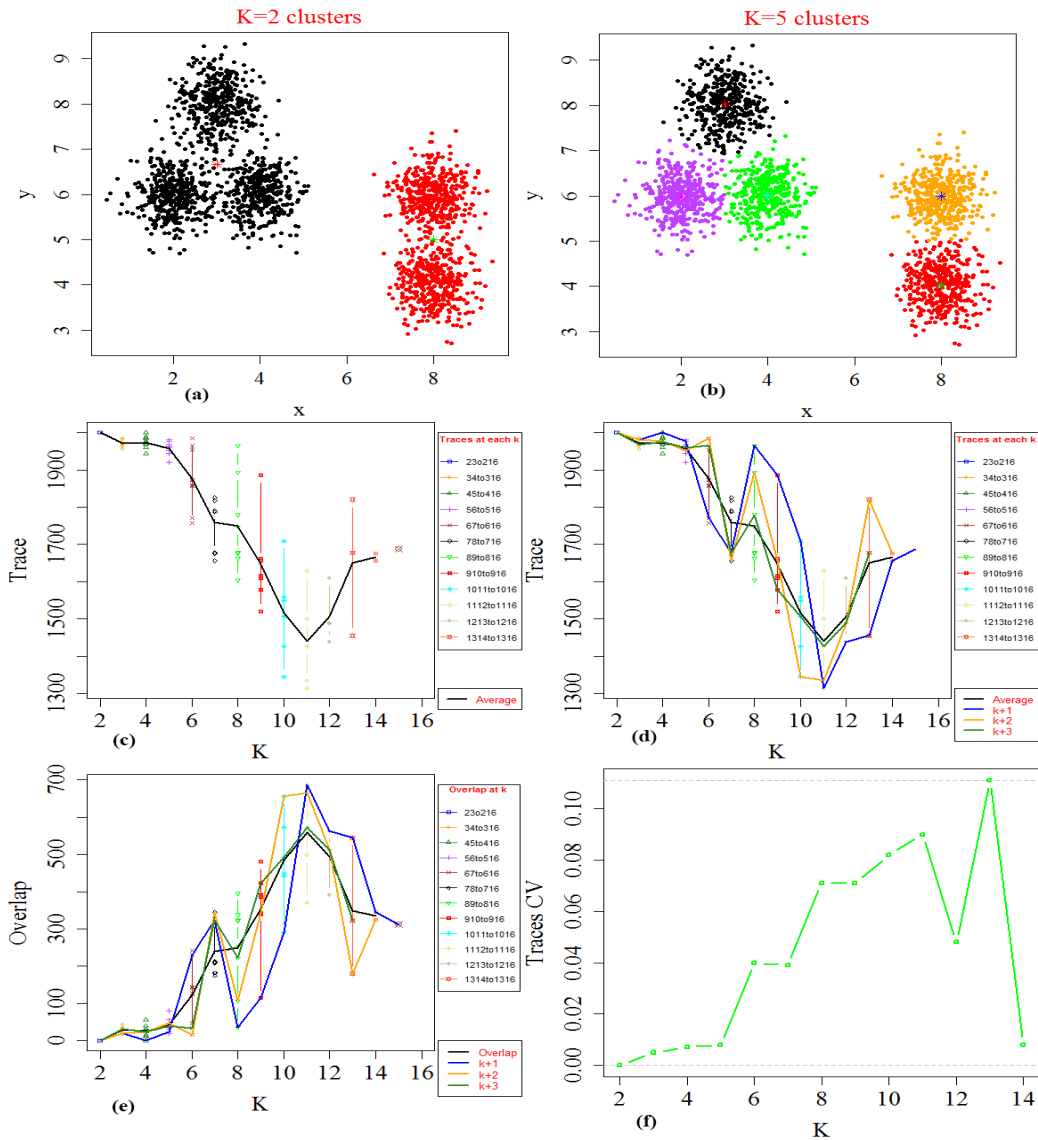 K=2 clusters
y
9
8
7
6
5
4
3
2
4
6
8
(a)
x
K=5 clusters
y
9
8
7
6
5
4
3
2
4
6
8
(b)
x
Trace
1900
1700
1500
1300
2
4
6
8
10
12
14
16
(c)
K
Traces at each k
23o216
34to316
45to416
56to516
67to616
78to716
89to816
910to916
1011to1016
1112to1116
1213to1216
1314to1316
Average
Trace
1900
1700
1500
1300
2
4
6
8
10
12
14
16
(d)
K
Traces at each k
23o216
34to316
45to416
56to516
67to616
78to716
89to816
910to916
1011to1016
1112to1116
1213to1216
1314to1316
Average
k+1
k+2
k+3
Overlap
700
500
300
100
0
2
4
6
8
10
12
14
16
(e)
K
Overlap at k
23o216
34to316
45to416
56to516
67to616
78to716
89to816
910to916
1011to1016
1112to1116
1213to1216
1314to1316
Overlap
k+1
k+2
k+3
Traces CV
0.10
0.08
0.06
0.04
0.02
0.00
2
4
6
8
10
12
14
(f)
K